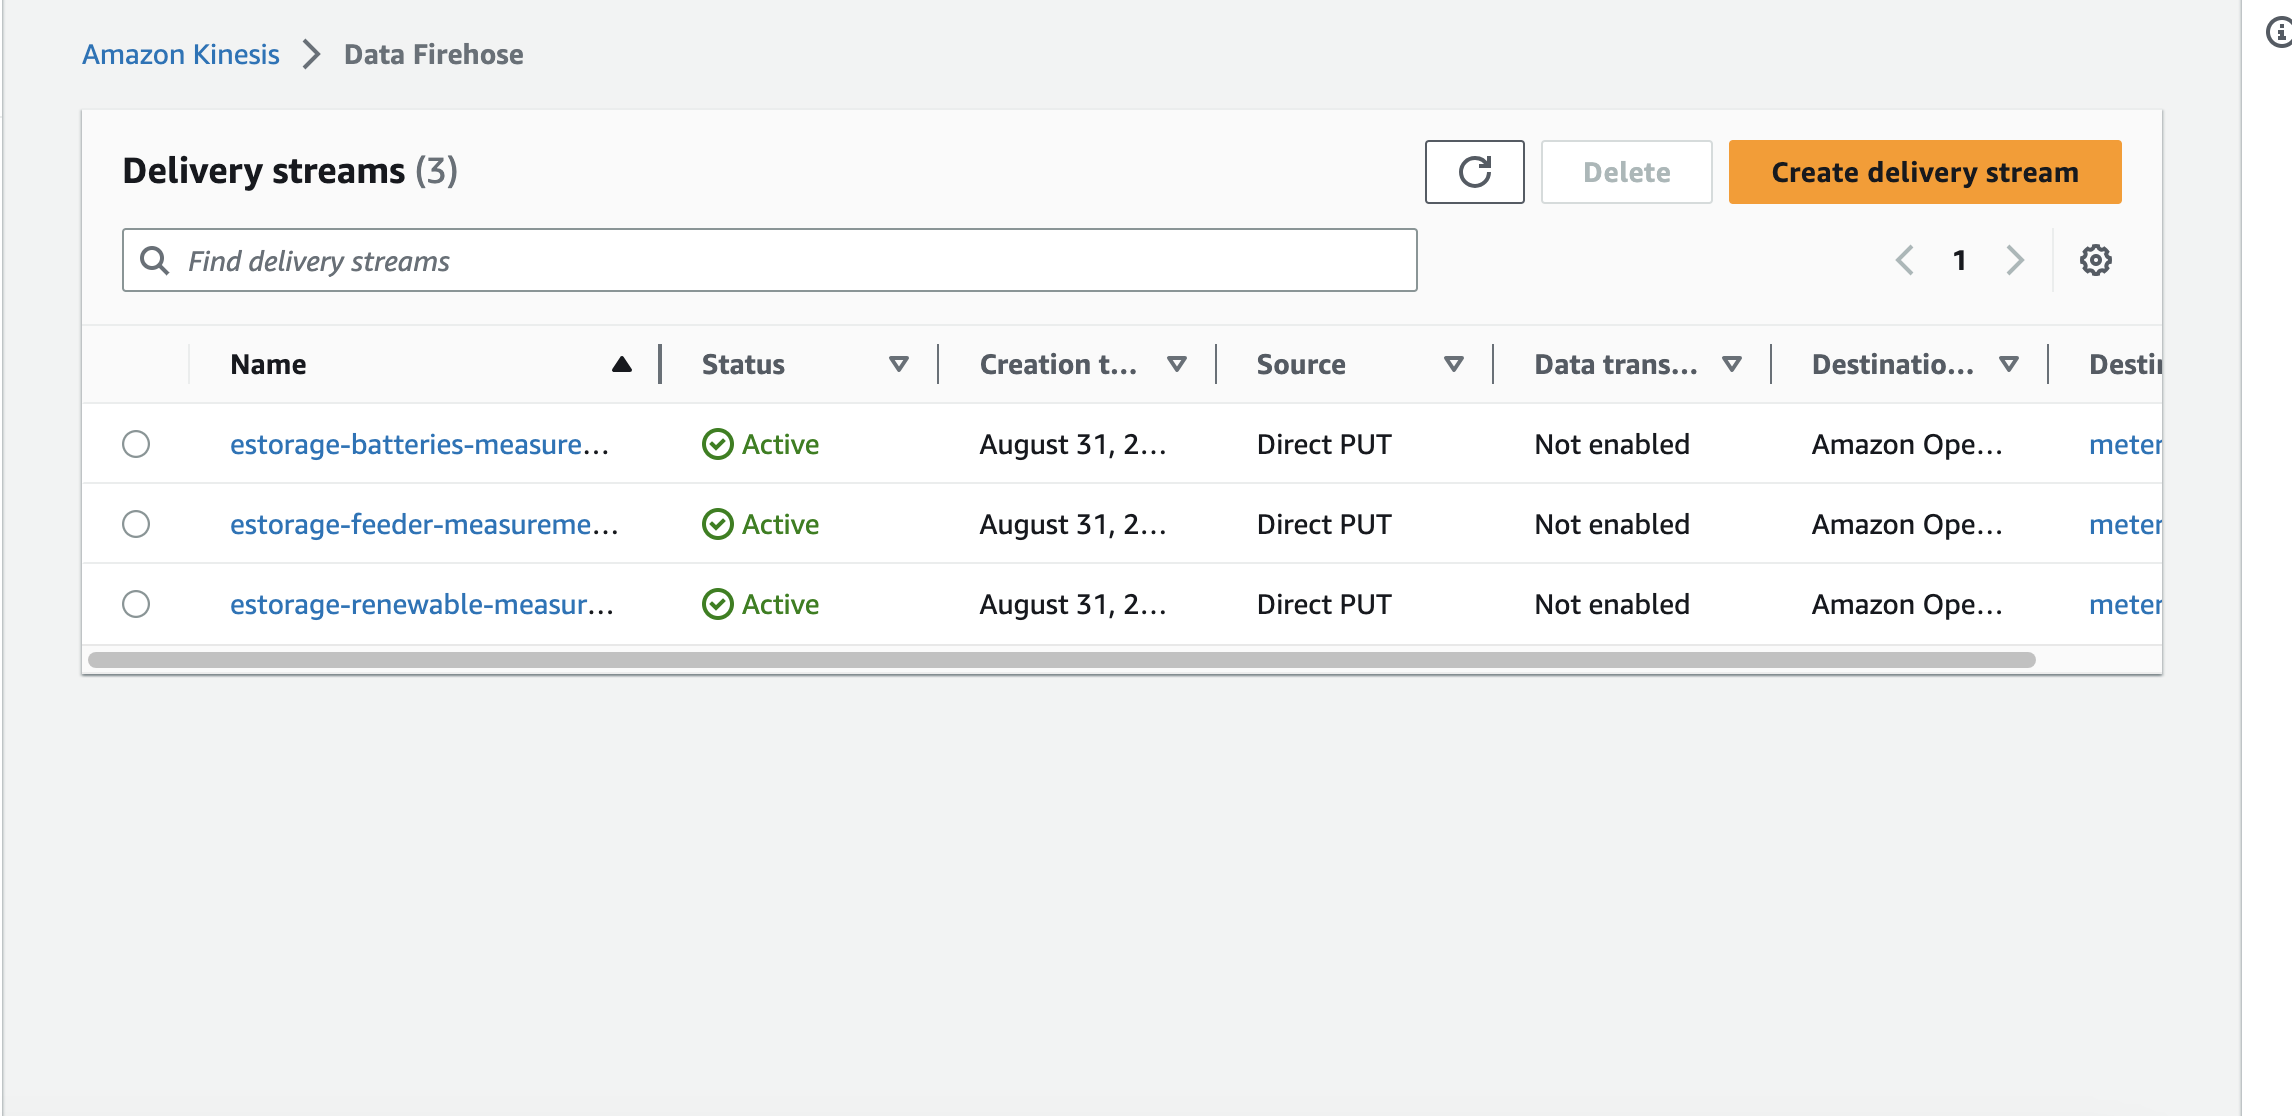 Amazon Kinesis > Data Firehose
Delivery streams (3)
Delete
Create delivery stream
Find delivery streams
1
Name Status Creation t... Source Data trans... Destinatio... Destin
estorage-batteries-measure... Active August 31, 2... Direct PUT Not enabled Amazon Ope... meter
estorage-feeder-measureme... Active August 31, 2... Direct PUT Not enabled Amazon Ope... meter
estorage-renewable-measur... Active August 31, 2... Direct PUT Not enabled Amazon Ope... meter